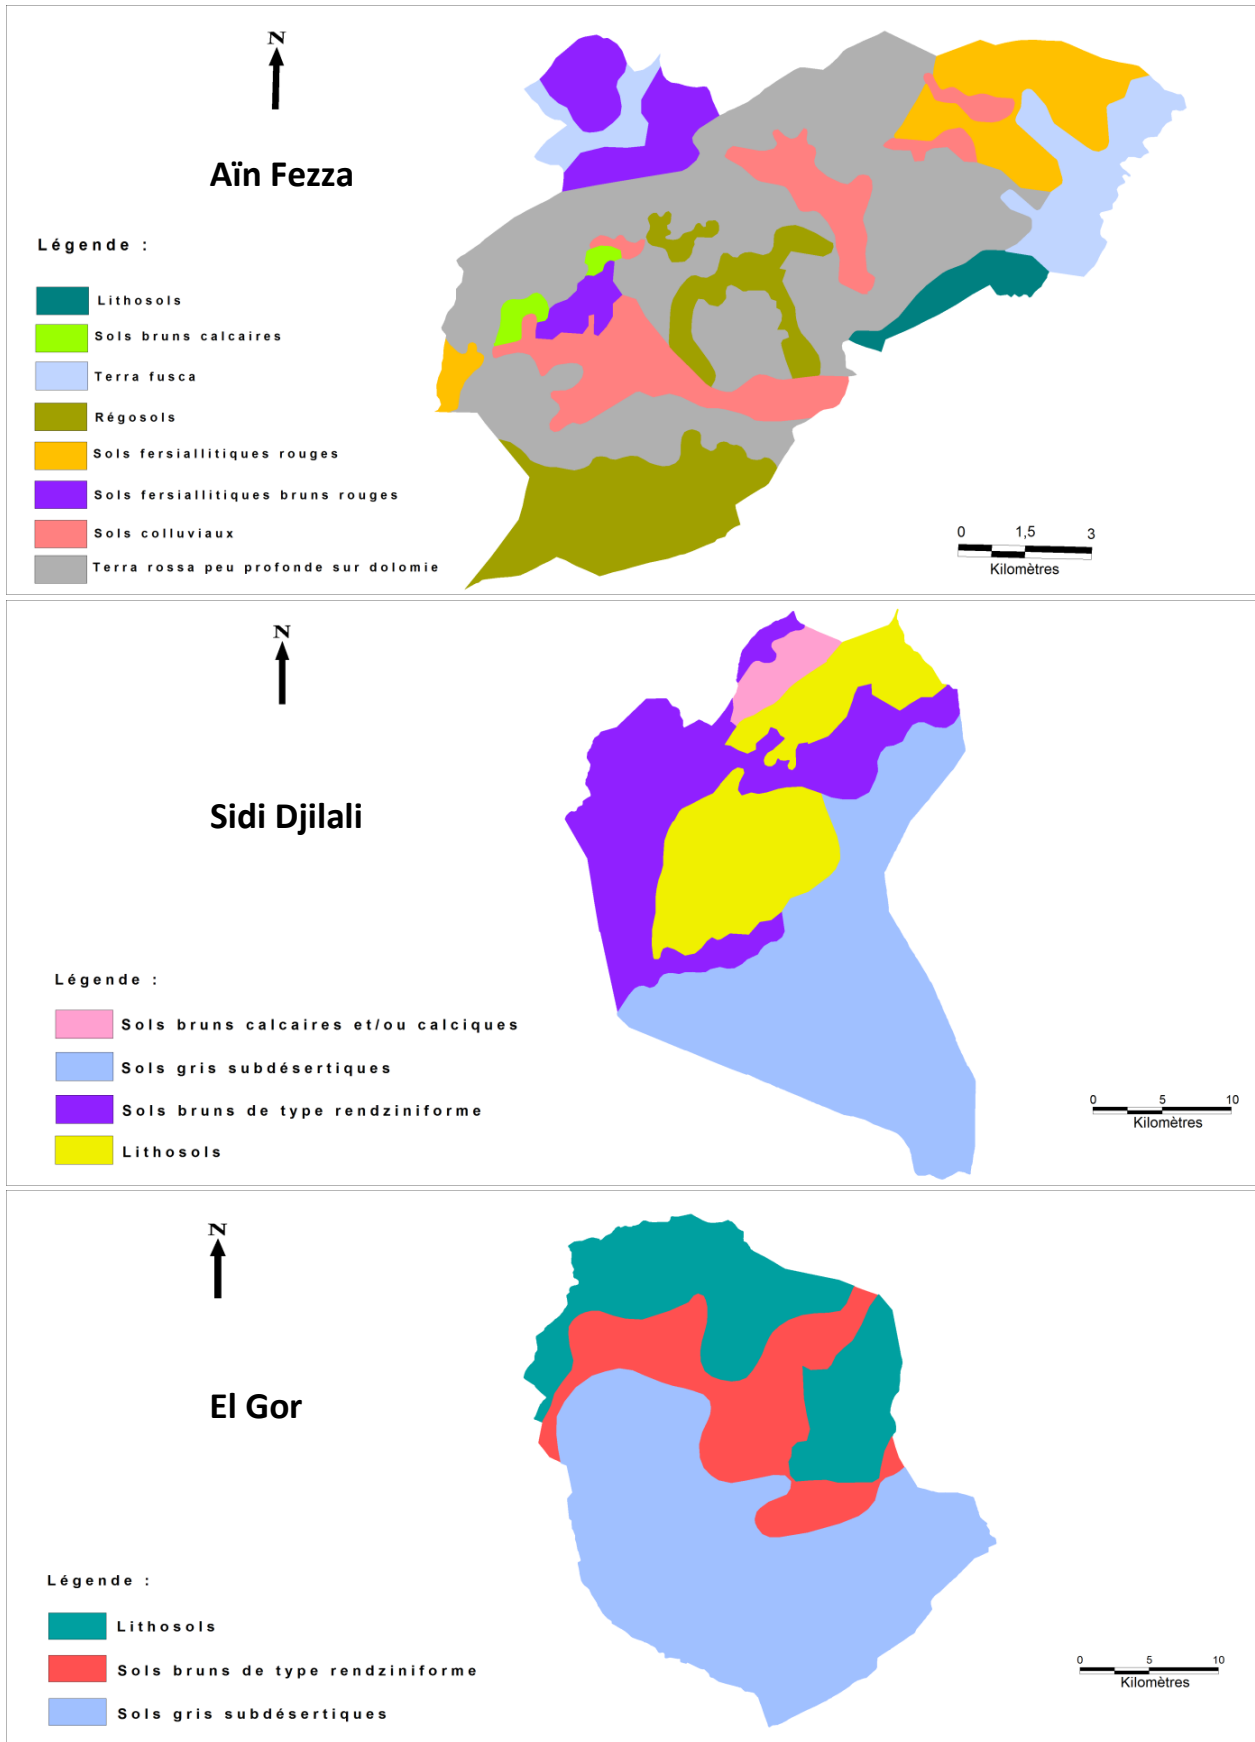 N
Aïn Fezza
Légende :
Lithosols
Sols bruns calcaires
Terra fusca
Régosols
Sols fersiallitiques rouges
Sols fersiallitiques bruns rouges
Sols colluviaux
Terra rossa peu profonde sur dolomie
0 1,5 3
Kilomètres
N
Sidi Djilali
Légende :
Sols bruns calcaires et/ou calciques
Sols gris subdésertiques
Sols bruns de type rendziniforme
Lithosols
0 5 10
Kilomètres
N
El Gor
Légende :
Lithosols
Sols bruns de type rendziniforme
Sols gris subdésertiques
0 5 10
Kilomètres